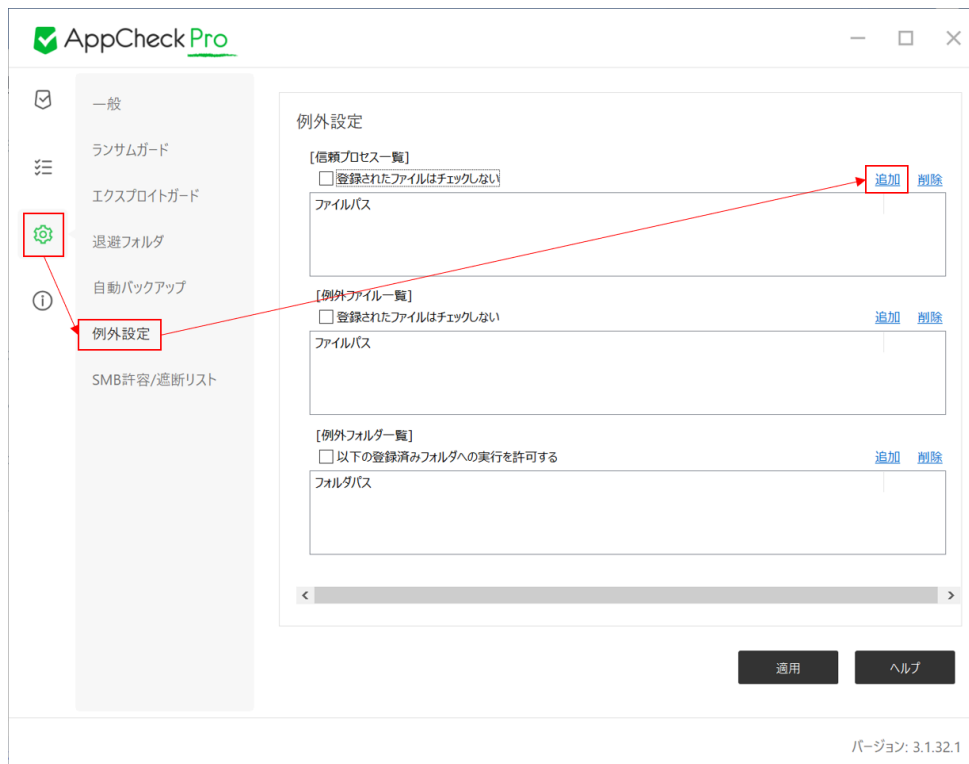 AppCheck Pro
一般
ランサムガード
エクスプロイトガード
退避フォルダ
自動バックアップ
例外設定
SMB許容/遮断リスト
例外設定
[信頼プロセス一覧]
登録されたファイルはチェックしない 追加 削除
ファイルパス
[例外ファイル一覧]
登録されたファイルはチェックしない 追加 削除
ファイルパス
[例外フォルダ一覧]
以下の登録済みフォルダへの実行を許可する 追加 削除
フォルダパス
適用 ヘルプ
バージョン: 3.1.32.1